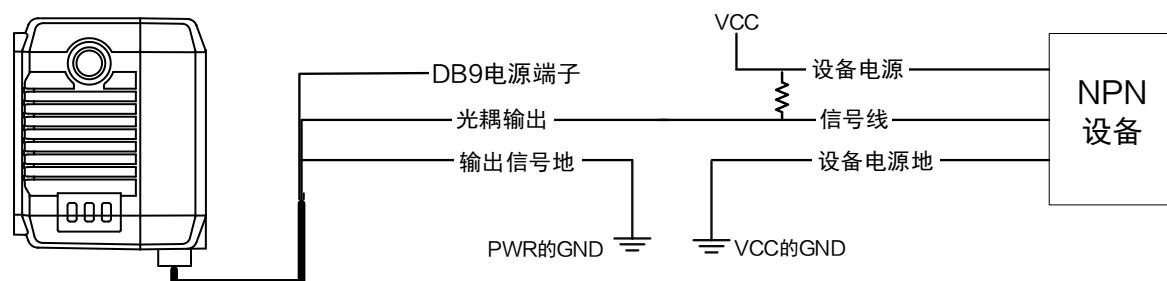 VCC
DB9电源端子
设备电源
NPN
设备
光耦输出
信号线
输出信号地
设备电源地
PWR的GND
VCC的GND